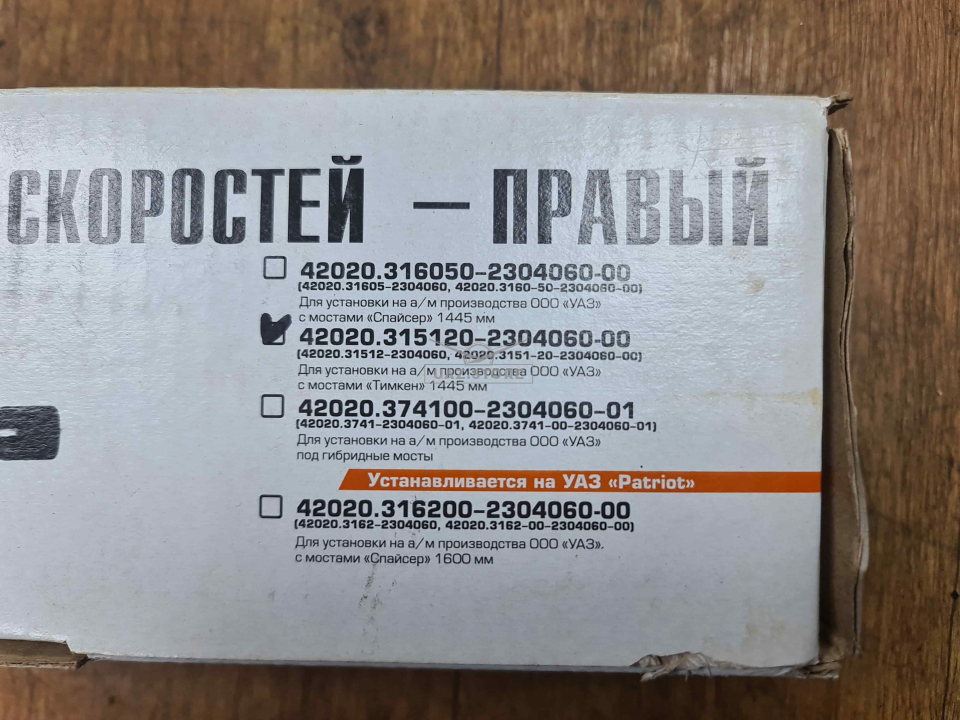 СКОРОСТЕЙ – ПРАВЫЙ
42020.316050-2304060-00
(42020.31605-2304060, 42020.3160-50-2304060-00)
Для установки на а/м производства ООО «УАЗ»
с мостами «Спайсер» 1445 мм
42020.315120-2304060-00
(42020.31512-2304060, 42020.3151-20-2304060-00)
Для установки на а/м производства ООО «УАЗ»
с мостами «Тимкен» 1445 мм
UAZ STORE
42020.374100-2304060-01
(42020.3741-2304060-01, 42020.3741-00-2304060-01)
Для установки на а/м производства ООО «УАЗ»
под гибридные мосты
Устанавливается на УАЗ «Patriot»
42020.316200-2304060-00
(42020.3162-2304060, 42020.3162-00-2304060-00)
Для установки на а/м производства ООО «УАЗ».
с мостами «Спайсер» 1600 мм